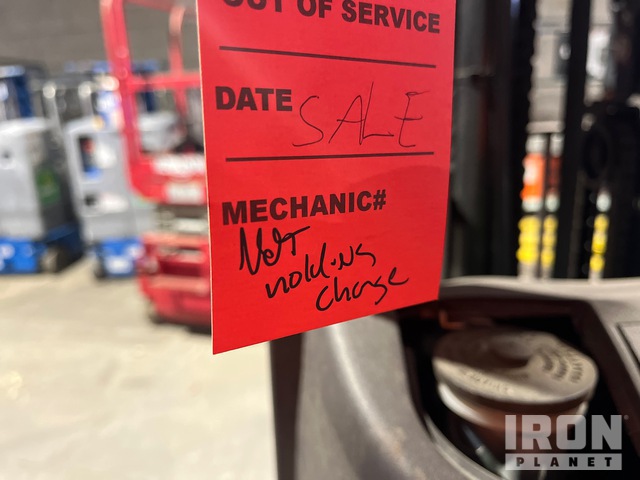 OUT OF SERVICE
DATE SALE
MECHANIC#
Not
holding
charge
IRON
PLANET